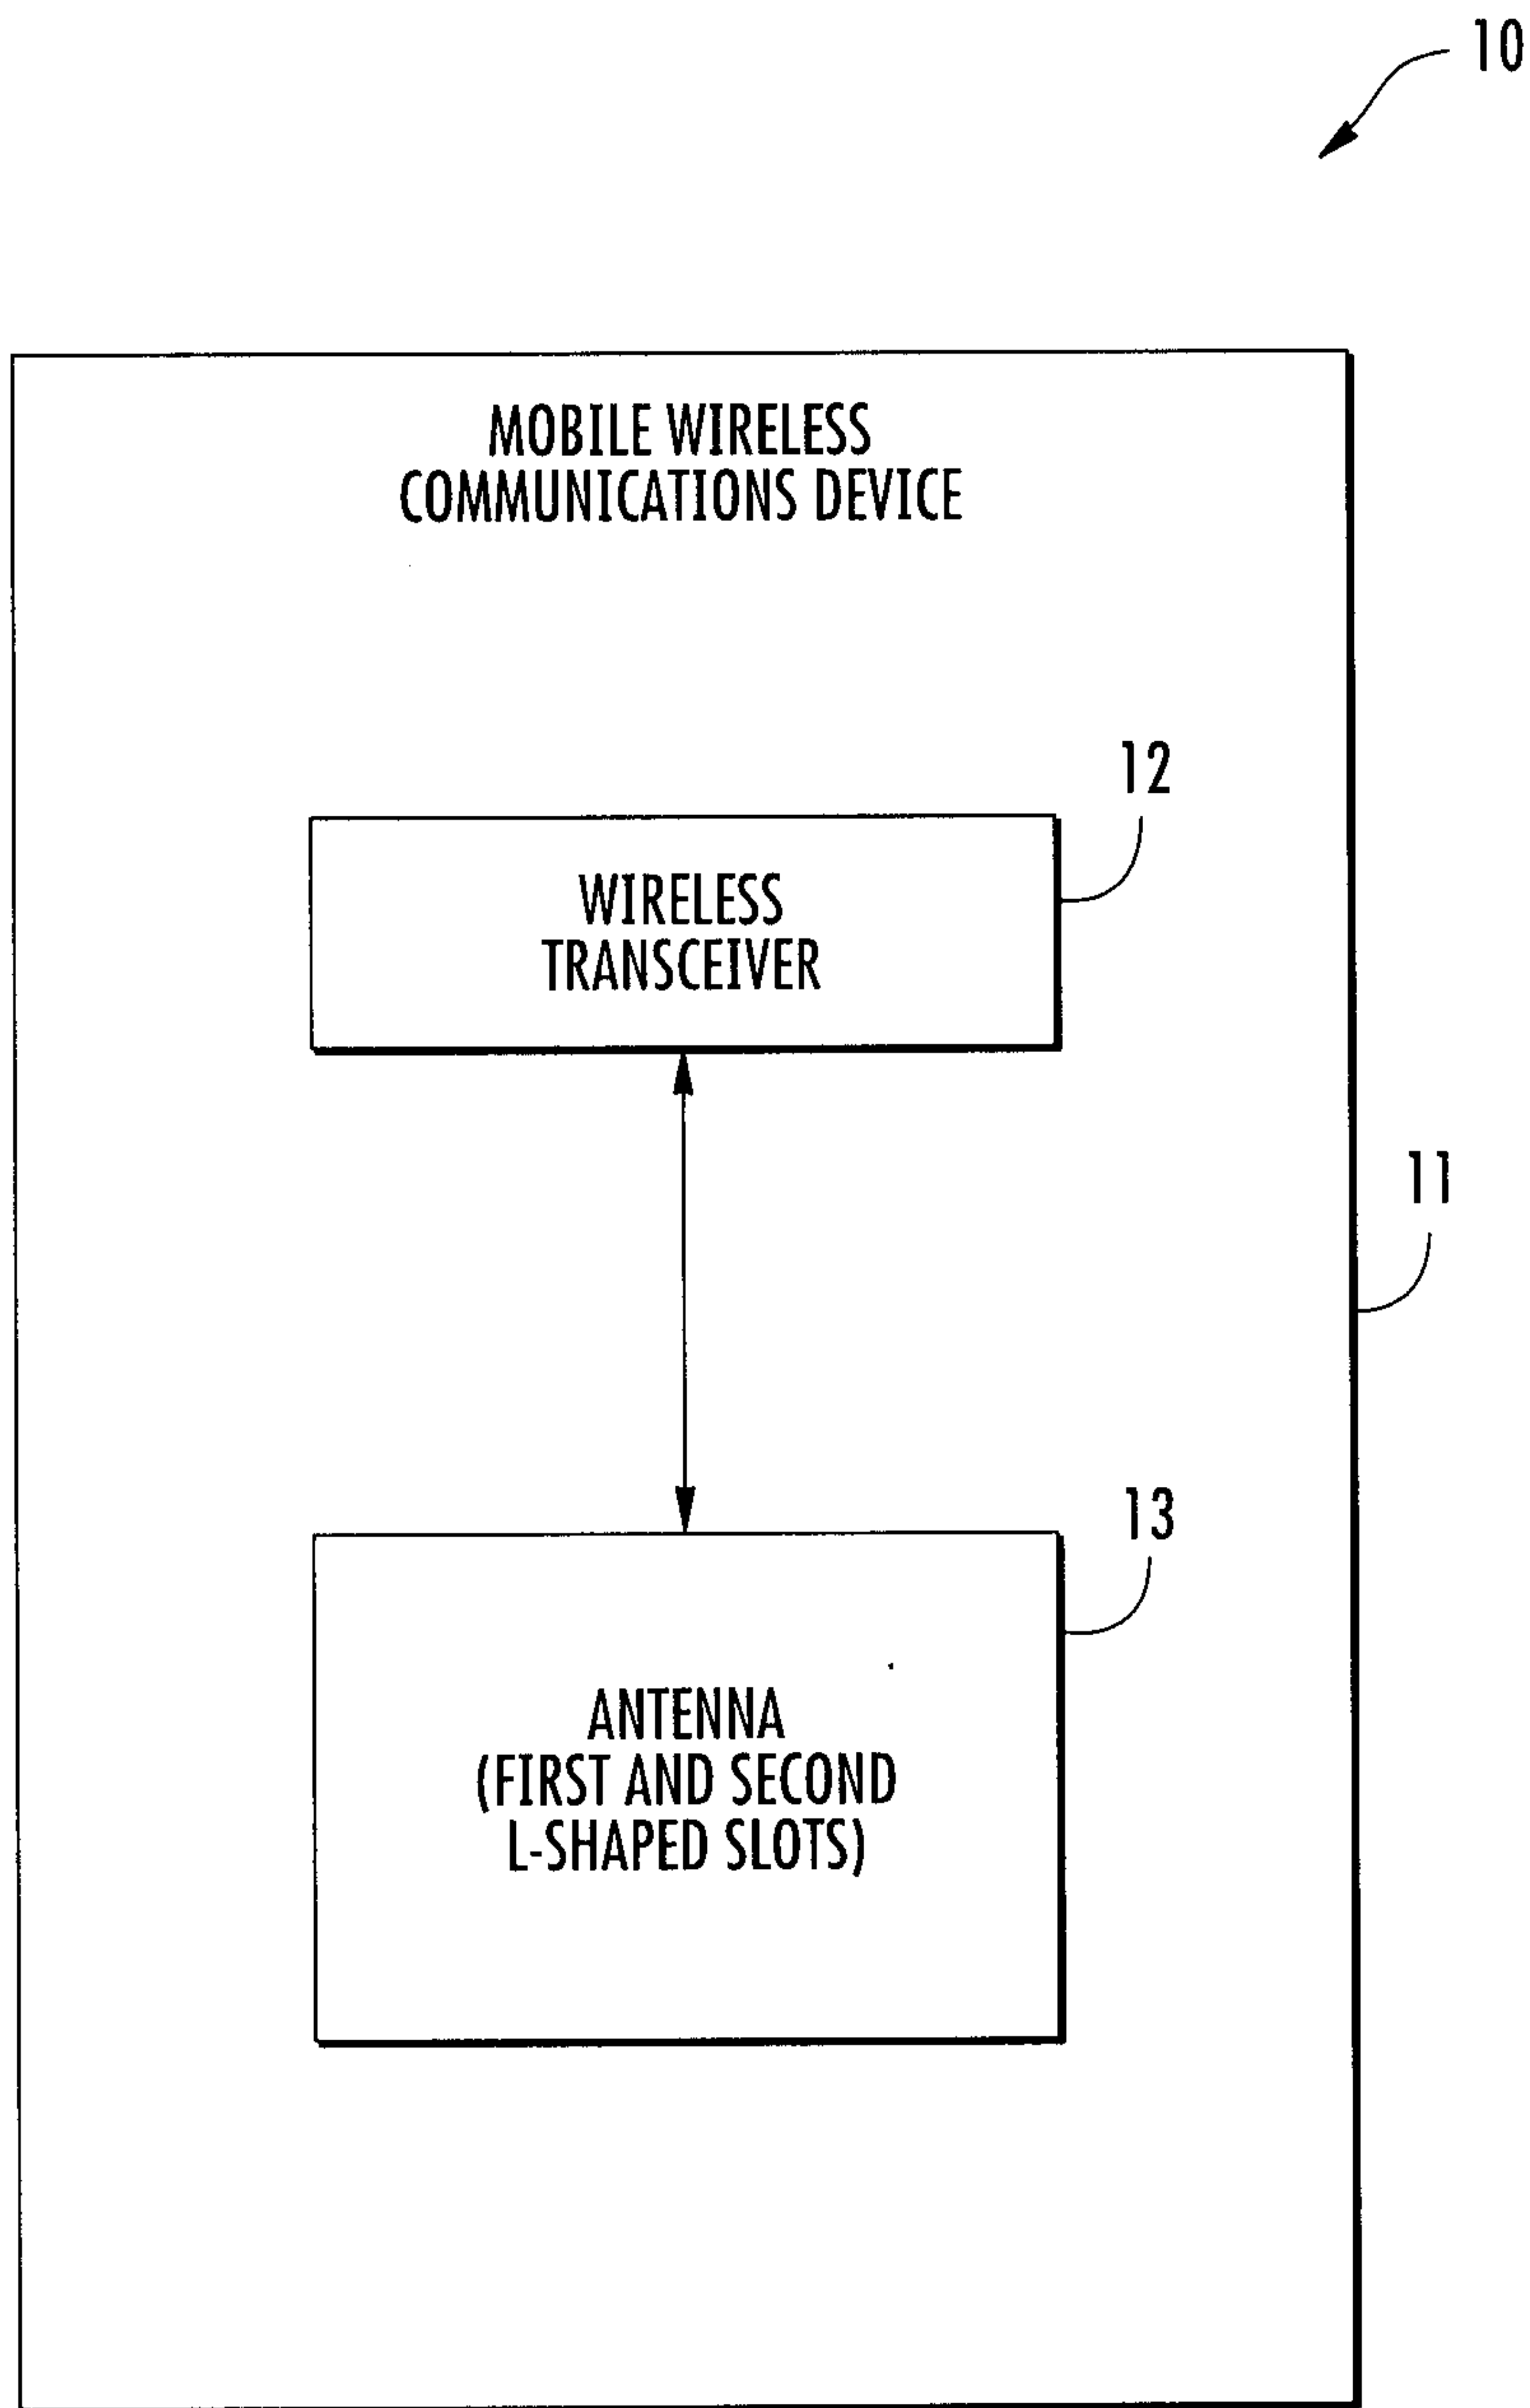 10
MOBILE WIRELESS
COMMUNICATIONS DEVICE
12
WIRELESS
TRANSCEIVER
11
13
ANTENNA
(FIRST AND SECOND
L-SHAPED SLOTS)